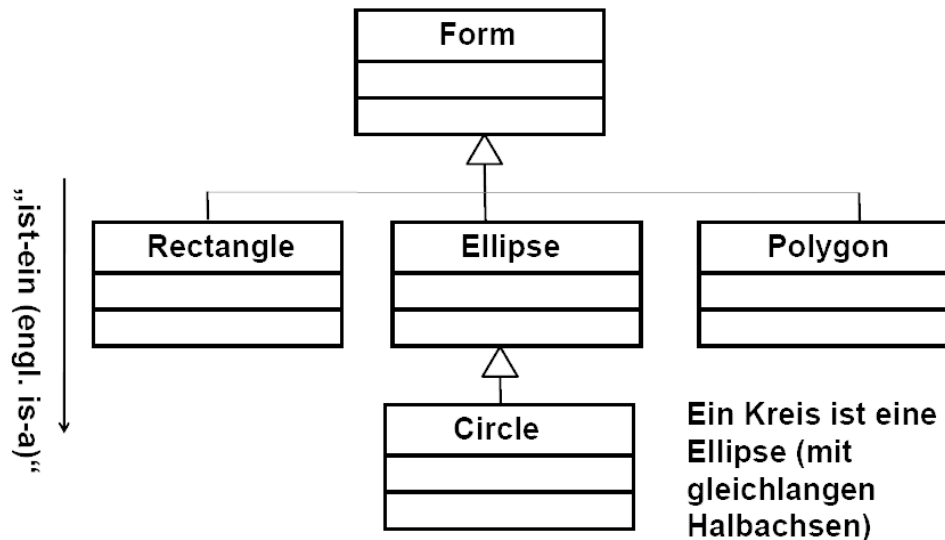 Form
„ist-ein (engl. is-a)“
Rectangle
Ellipse
Polygon
Circle
Ein Kreis ist eine
Ellipse (mit
gleichlangen
Halbachsen)